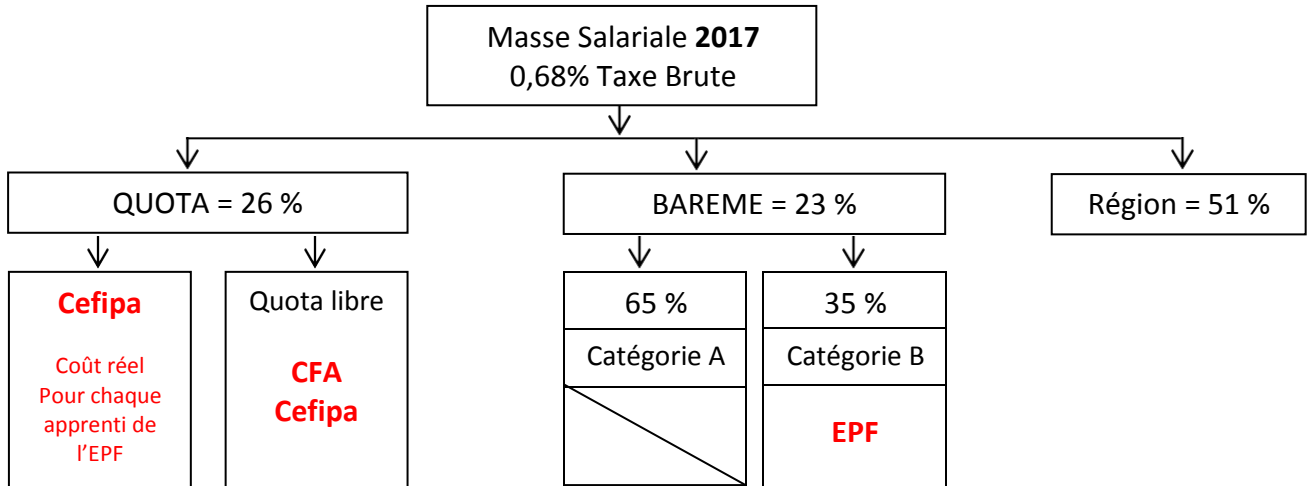 Masse Salariale 2017
0,68% Taxe Brute
QUOTA = 26 %
BAREME = 23 %
Région = 51 %
Cefipa
Coût réel
Pour chaque
apprenti de
l’EPF
Quota libre
CFA
Cefipa
65 %
Catégorie A
35 %
Catégorie B
EPF